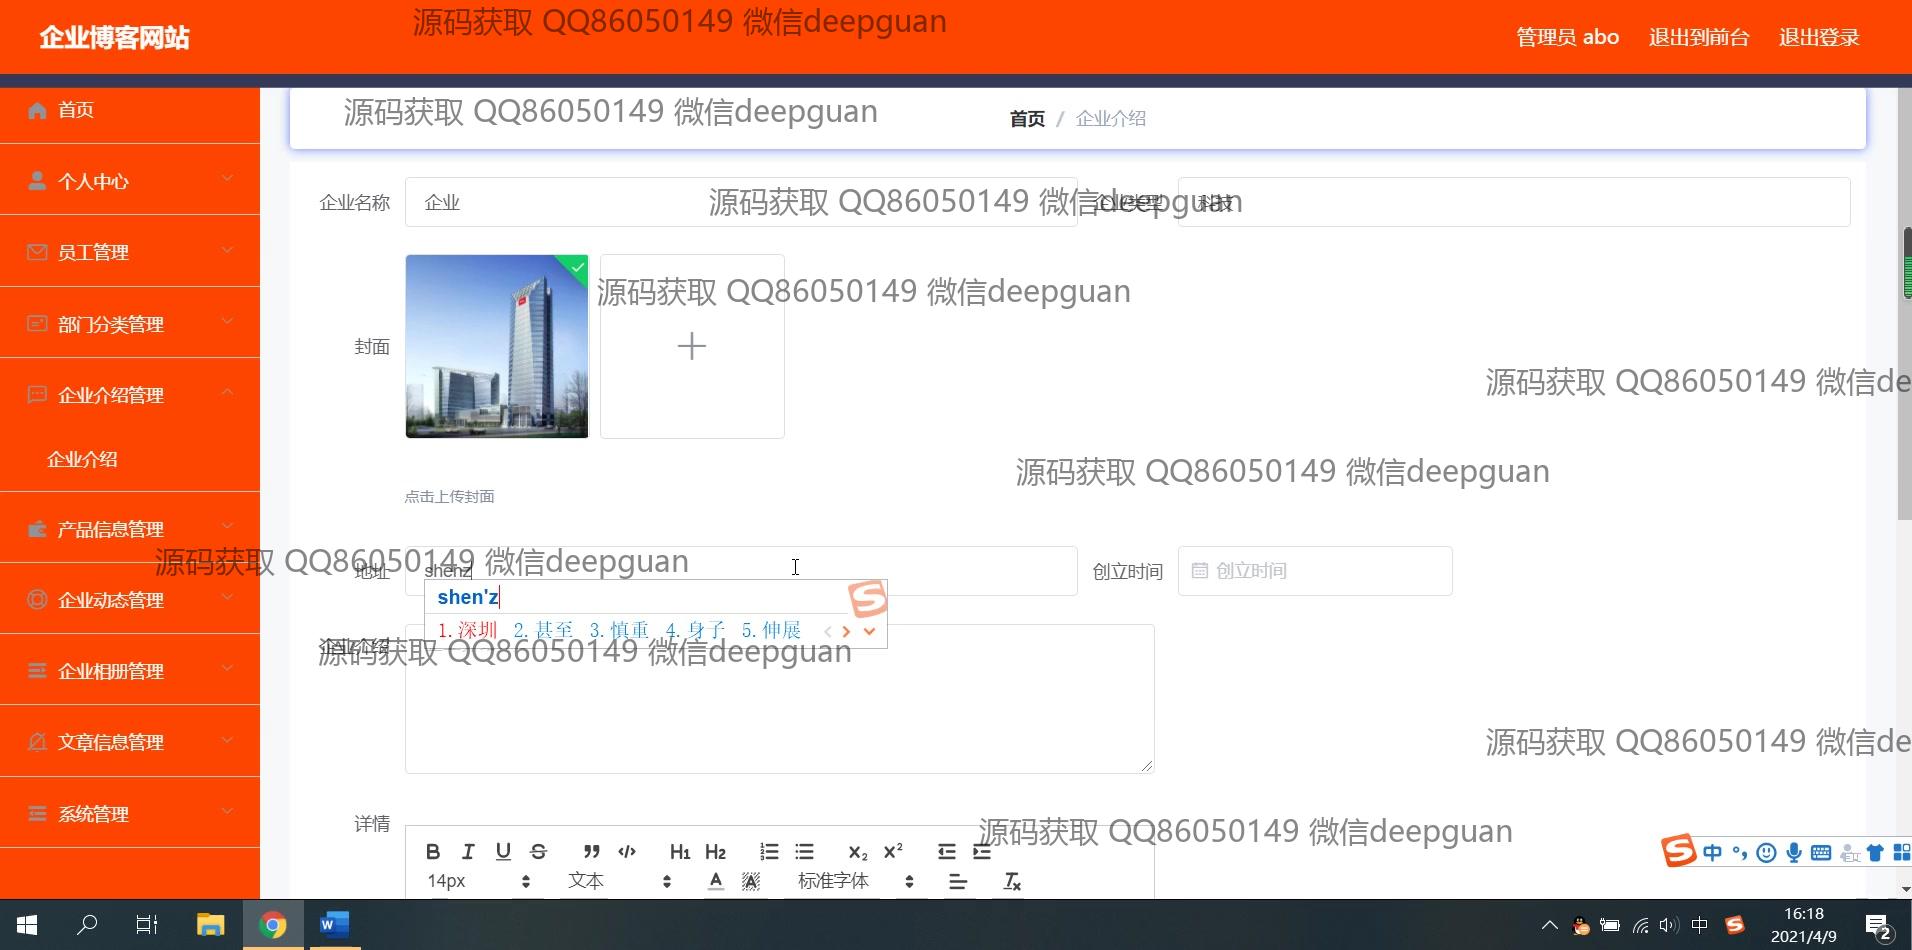 企业博客网站
源码获取 QQ86050149 微信deepguan
管理员 abo 退出到前台 退出登录
首页
个人中心
员工管理
部门分类管理
企业介绍管理
企业介绍
产品信息管理
企业动态管理
企业相册管理
文章信息管理
系统管理
源码获取 QQ86050149 微信deepguan
首页 / 企业介绍
企业名称 企业
源码获取 QQ86050149 微信deepguan
企业类型 科技
源码获取 QQ86050149 微信deepguan
封面
源码获取 QQ86050149 微信de
源码获取 QQ86050149 微信deepguan
点击上传封面
源码获取 QQ86050149 微信deepguan
地址 shenz
创立时间 创立时间
shen'z
1.深圳 2.甚至 3.慎重 4.身子 5.伸展
企业介绍
源码获取 QQ86050149 微信deepguan
源码获取 QQ86050149 微信de
详情
源码获取 QQ86050149 微信deepguan
B I U S H1 H2 x2 x2
14px 文本 A A 标准字体 Tx
S 中
W 中 S
16:18
2021/4/9
2